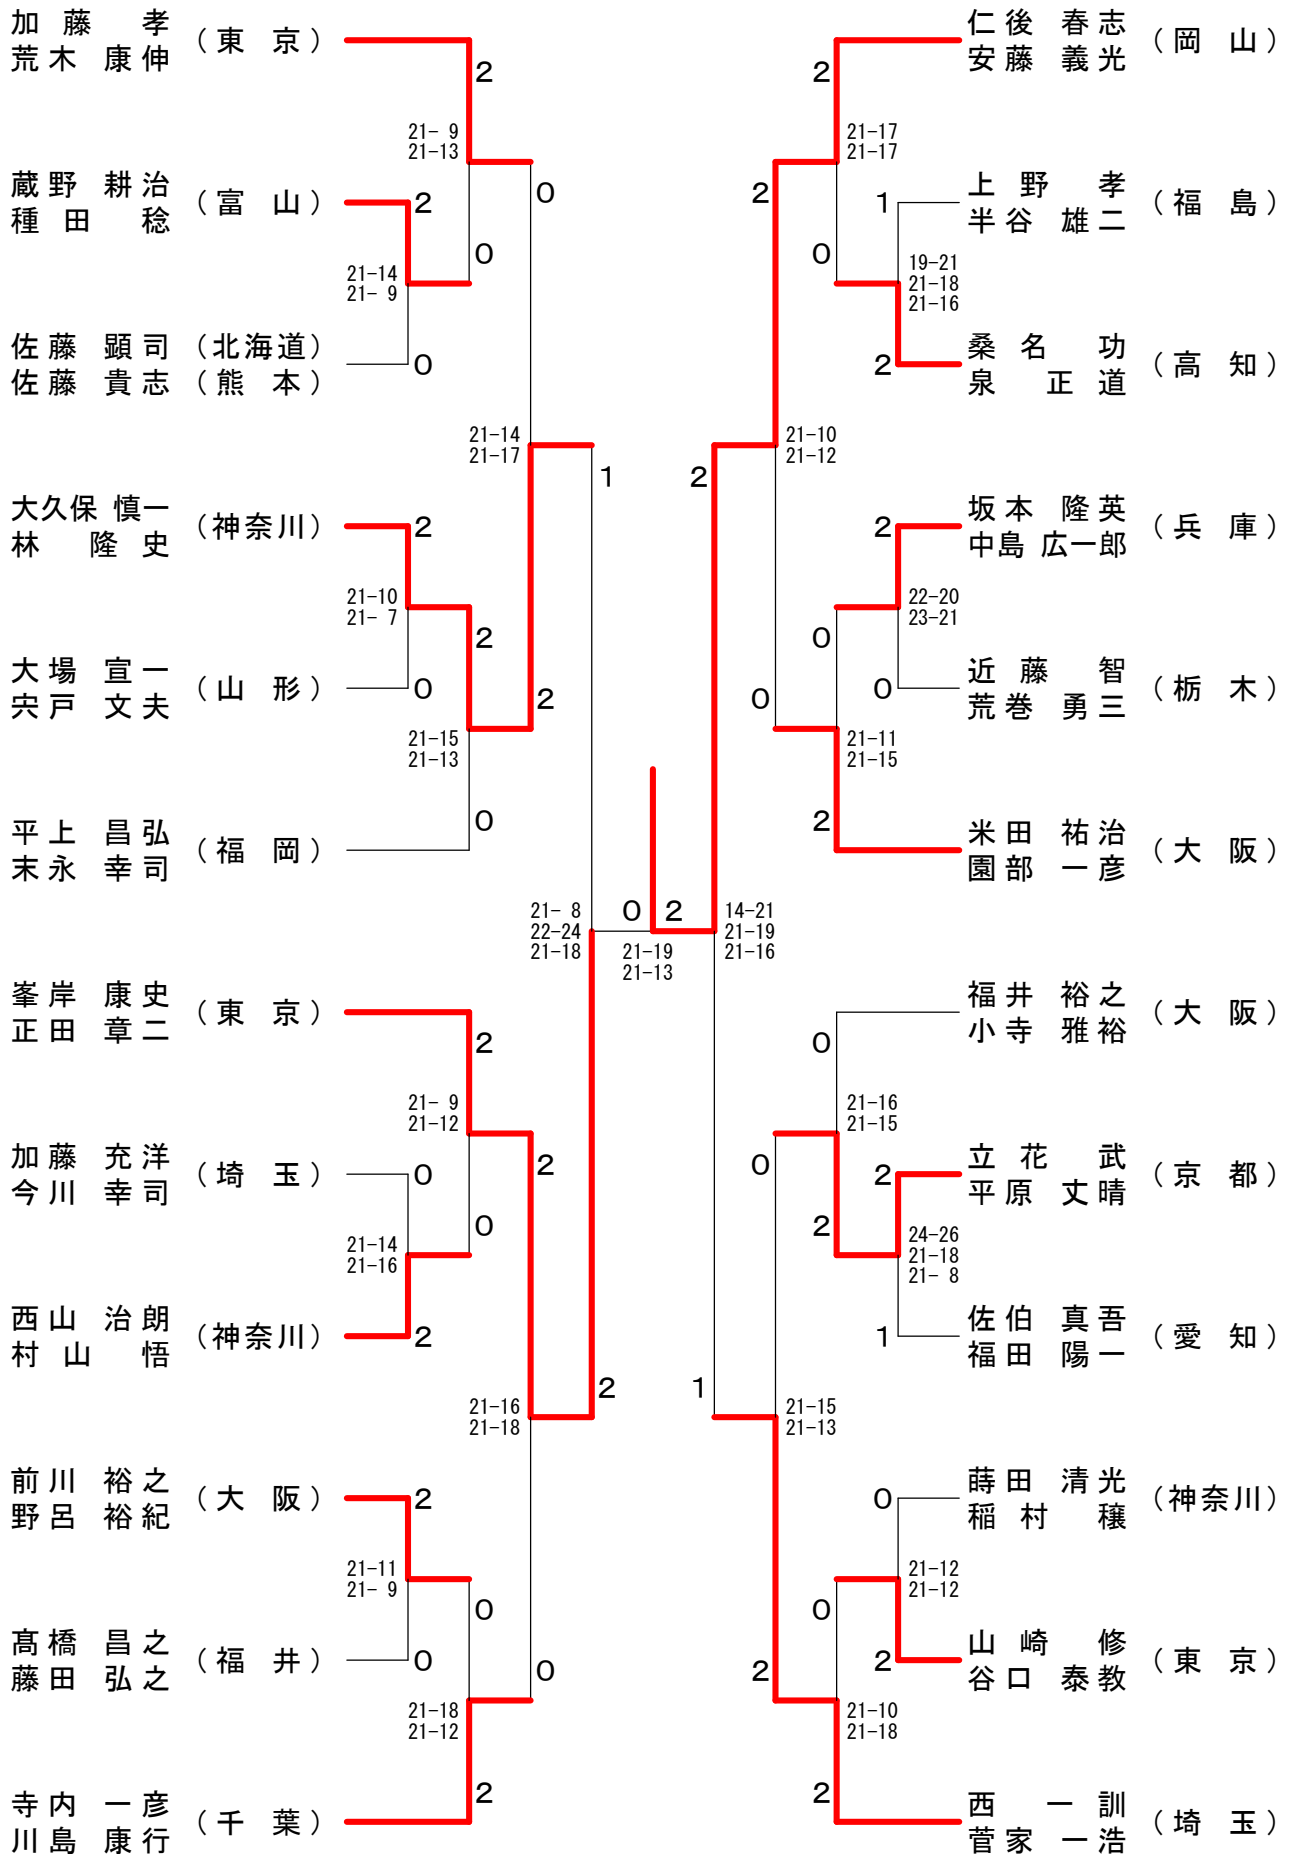 加藤 孝
荒木 康伸
（東 京）
2
21- 9
21-13
0
蔵野 耕治
種田 稔
（富 山）
2
0
21-14
21- 9
佐藤 顕司 （北海道）
佐藤 貴志 （熊 本）
0
21-14
21-17
1
大久保 慎一
林 隆史
（神奈川）
2
21-10
21- 7
2
大場 宣一
宍戸 文夫
（山 形）
0
2
21-15
21-13
平上 昌弘
末永 幸司
（福 岡）
0
21- 8
22-24
21-18
0 2
21-19
21-13
峯岸 康史
正田 章二
（東 京）
2
21- 9
21-12
2
加藤 充洋
今川 幸司
（埼 玉）
0
0
21-14
21-16
西山 治朗
村山 悟
（神奈川）
2
2
21-16
21-18
前川 裕之
野呂 裕紀
（大 阪）
2
21-11
21- 9
0
髙橋 昌之
藤田 弘之
（福 井）
0
0
21-18
21-12
寺内 一彦
川島 康行
（千 葉）
2
仁後 春志
安藤 義光
（岡 山）
2
21-17
21-17
2
上野 孝
半谷 雄二
（福 島）
1
0
19-21
21-18
21-16
桑名 功
泉 正道
（高 知）
2
21-10
21-12
2
坂本 隆英
中島 広一郎
（兵 庫）
2
22-20
23-21
0
近藤 智
荒巻 勇三
（栃 木）
0
0
21-11
21-15
米田 祐治
園部 一彦
（大 阪）
2
14-21
21-19
21-16
福井 裕之
小寺 雅裕
（大 阪）
0
21-16
21-15
0
立花 武
平原 丈晴
（京 都）
2
2
24-26
21-18
21- 8
佐伯 真吾
福田 陽一
（愛 知）
1
1
21-15
21-13
蒔田 清光
稲村 穣
（神奈川）
0
21-12
21-12
0
山崎 修
谷口 泰教
（東 京）
2
2
21-10
21-18
西 一訓
菅家 一浩
（埼 玉）
2